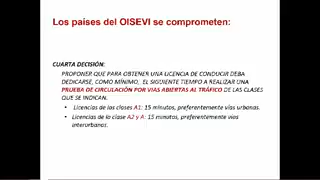 Los países del OISEVI se comprometen:
CUARTA DECISIÓN:
PROPONER QUE PARA OBTENER UNA LICENCIA DE CONDUCIR DEBA
DEDICARSE, COMO MÍNIMO, EL SIGUIENTE TIEMPO A REALIZAR UNA
PRUEBA DE CIRCULACIÓN POR VIAS ABIERTAS AL TRÁFICO DE LAS CLASES
QUE SE INDICAN.
• Licencias de las clases A1: 15 minutos, preferentemente vías urbanas.
• Licencias de la clase A2 y A: 15 minutos, preferentemente vías
interurbanas.